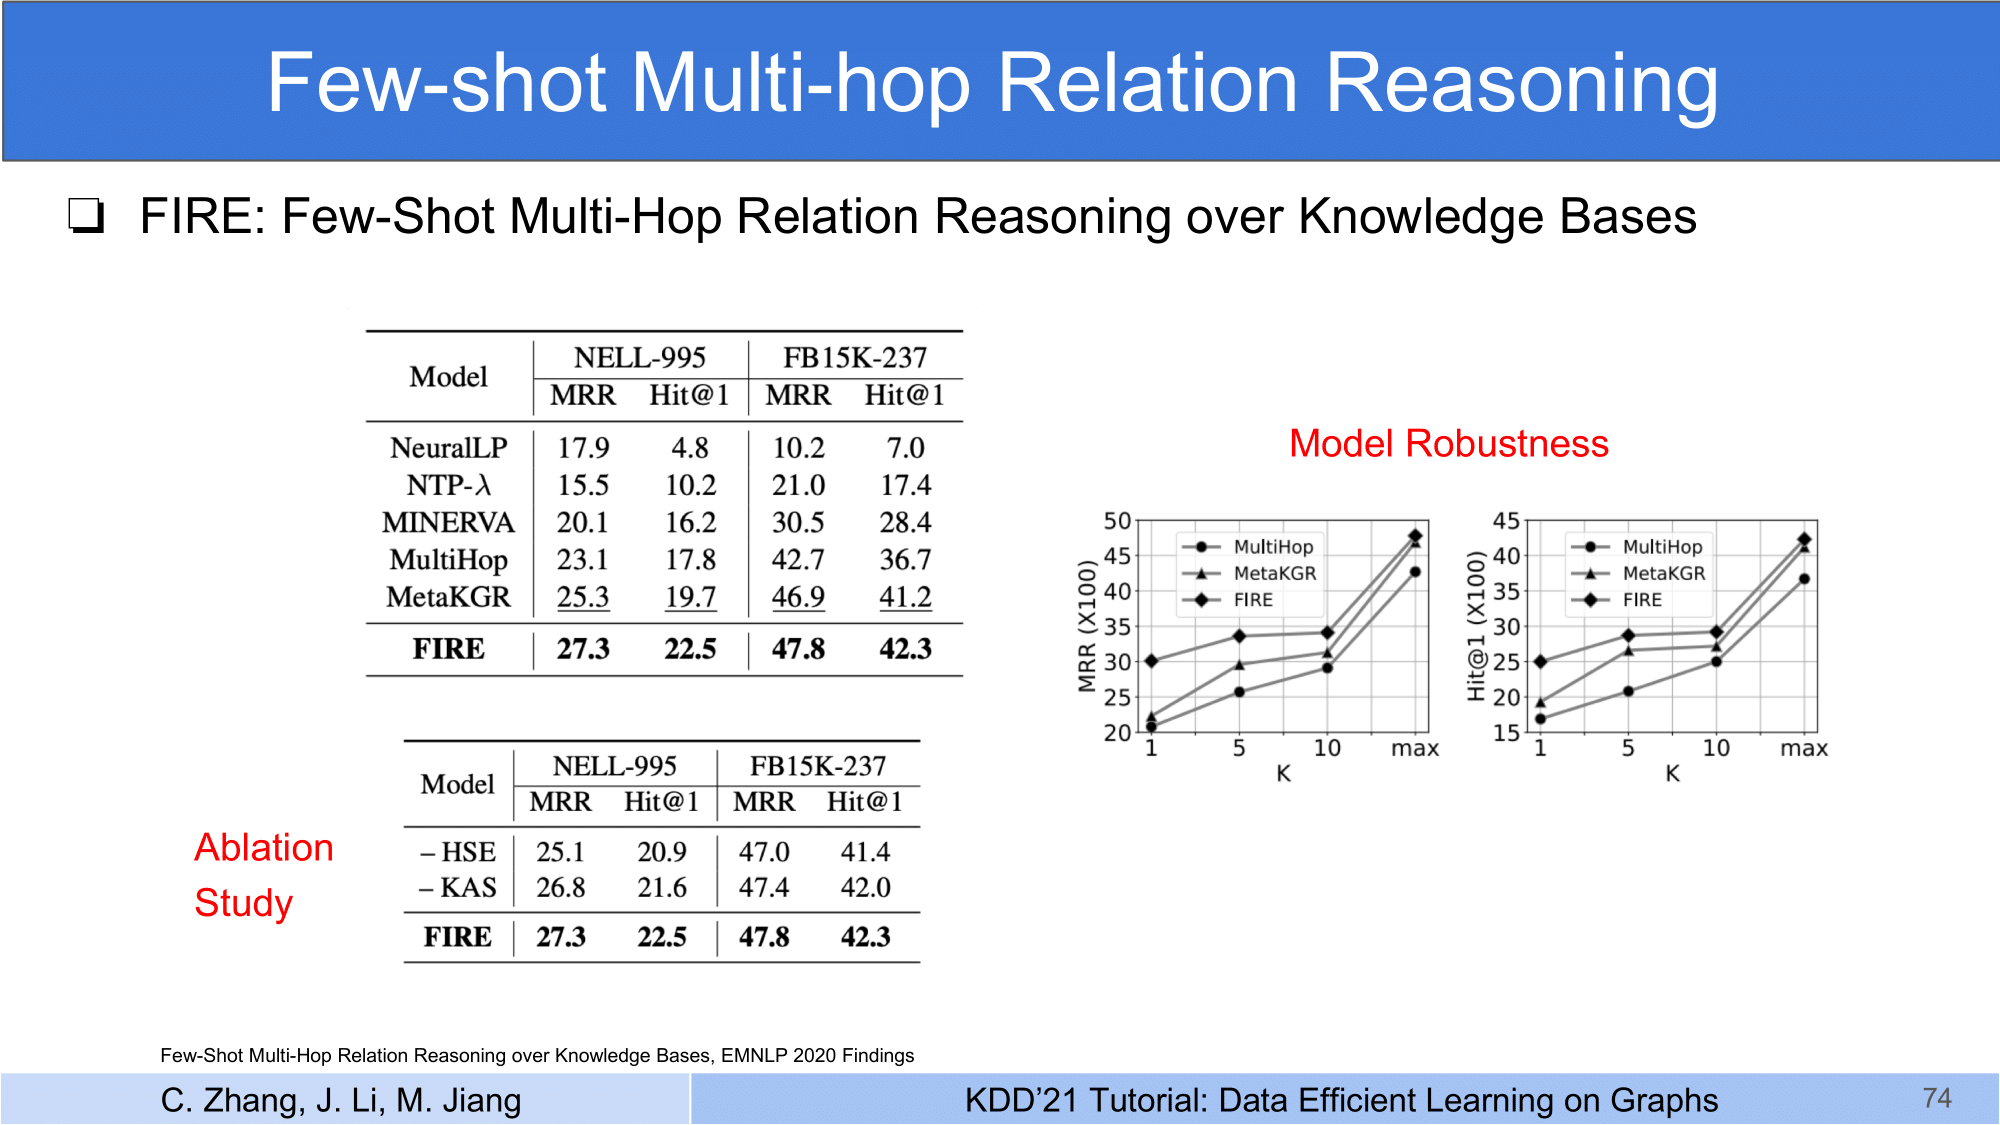 Few-shot Multi-hop Relation Reasoning
❏ FIRE: Few-Shot Multi-Hop Relation Reasoning over Knowledge Bases
Model NELL-995 FB15K-237
MRR Hit@1 MRR Hit@1
NeuralLP 17.9 4.8 10.2 7.0
NTP-λ 15.5 10.2 21.0 17.4
MINERVA 20.1 16.2 30.5 28.4
MultiHop 23.1 17.8 42.7 36.7
MetaKGR 25.3 19.7 46.9 41.2
FIRE 27.3 22.5 47.8 42.3
Ablation
Study
Model NELL-995 FB15K-237
MRR Hit@1 MRR Hit@1
– HSE 25.1 20.9 47.0 41.4
– KAS 26.8 21.6 47.4 42.0
FIRE 27.3 22.5 47.8 42.3
Model Robustness
MRR (X100)
50
45
40
35
30
25
20
MultiHop
MetaKGR
FIRE
1 5 10 max
K
Hit@1 (X100)
45
40
35
30
25
20
15
MultiHop
MetaKGR
FIRE
1 5 10 max
K
Few-Shot Multi-Hop Relation Reasoning over Knowledge Bases, EMNLP 2020 Findings
C. Zhang, J. Li, M. Jiang
KDD’21 Tutorial: Data Efficient Learning on Graphs
74